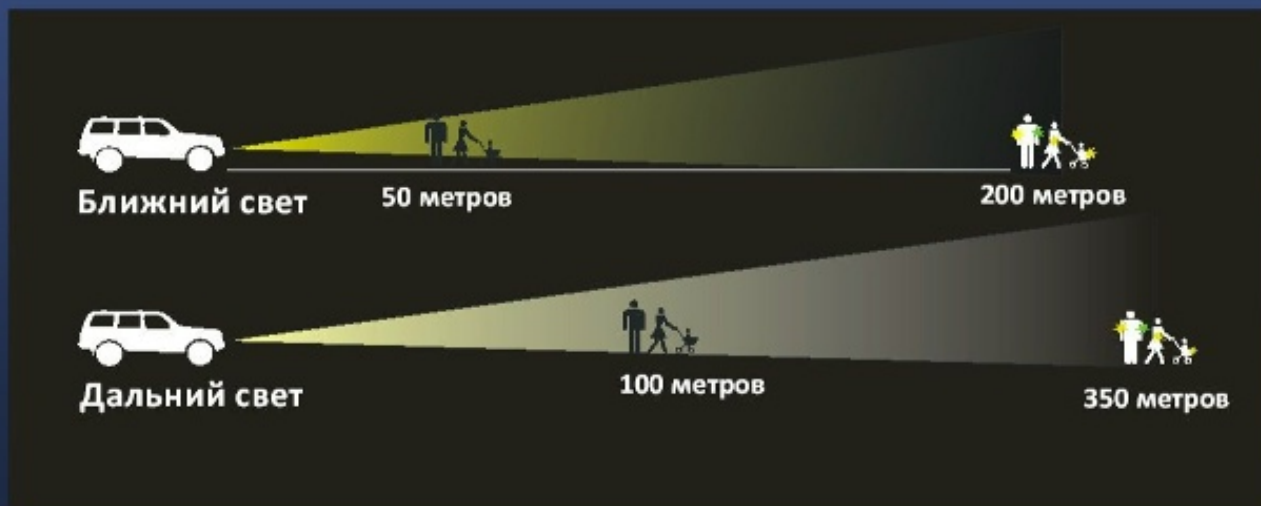 Ближний свет
50 метров
200 метров
Дальний свет
100 метров
350 метров